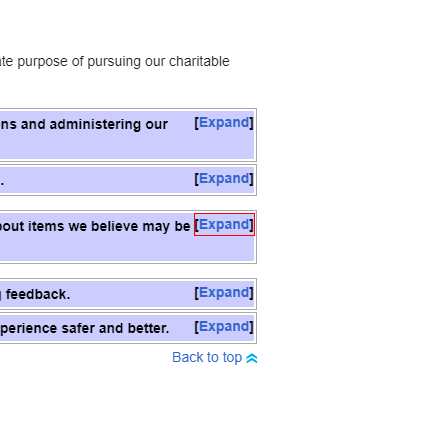 te purpose of pursuing our charitable
ns and administering our [Expand]
. [Expand]
out items we believe may be [Expand]
feedback. [Expand]
perience safer and better. [Expand]
Back to top